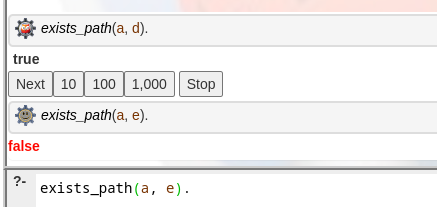 exists_path(a, d).
true
Next 10 100 1,000 Stop
exists_path(a, e).
false
?- exists_path(a, e).